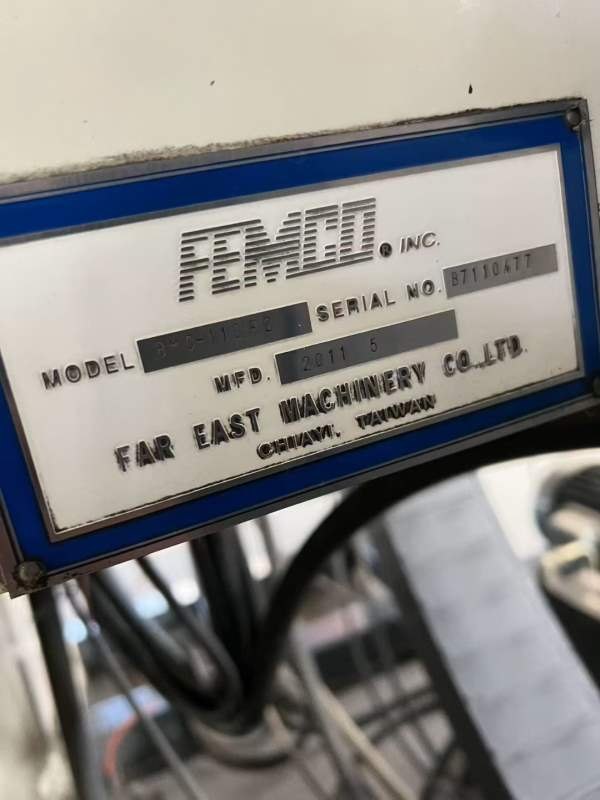 FEMCO® INC.
MODEL SERIAL NO. B7110477
MFD. 2011 5
FAR EAST MACHINERY CO.,LTD.
CHIAYI, TAIWAN